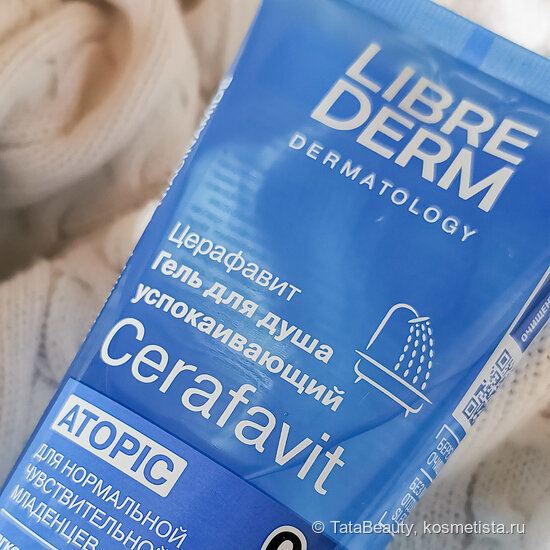 LIBRE
DERM
DERMATOLOGY
Церафавит
Гель для душа
успокаивающий
Cerafavit
ATOPIC
ДЛЯ НОРМАЛЬНОЙ
ЧУВСТВИТЕЛЬНОЙ
МЛАДЕНЦЕВ
© TataBeauty, kosmetista.ru